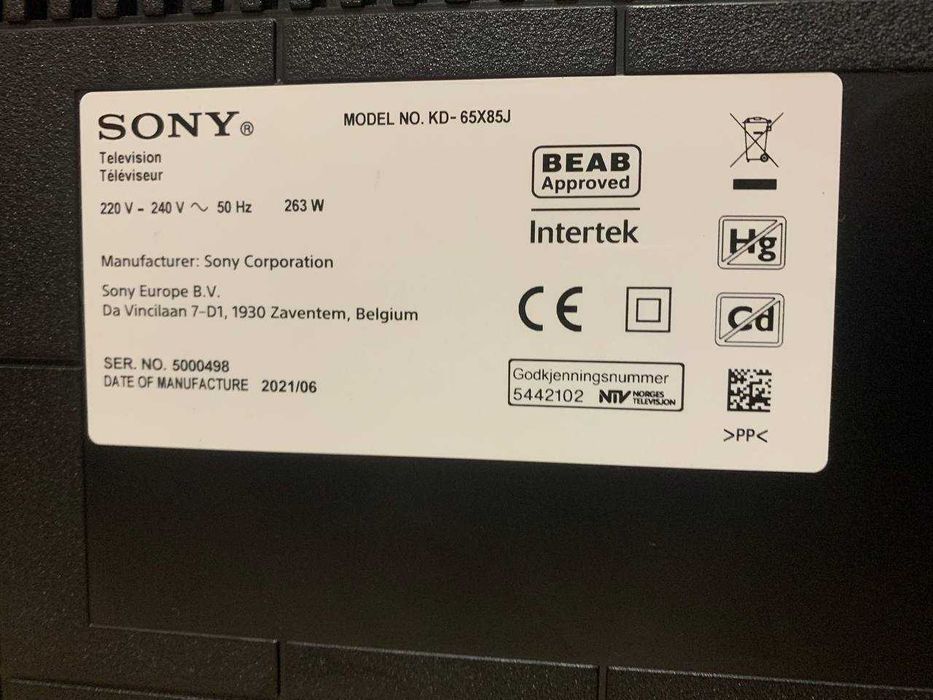 SONY®
MODEL NO. KD-65X85J
Television
Téléviseur
220 V - 240 V ~ 50 Hz 263 W
Manufacturer: Sony Corporation
Sony Europe B.V.
Da Vincilaan 7-D1, 1930 Zaventem, Belgium
SER. NO. 5000498
DATE OF MANUFACTURE 2021/06
BEAB
Approved
Intertek
CE
Godkjenningsnummer
5442102 NTV NORGES
TELEVISJON
Hg
Cd
>PP<